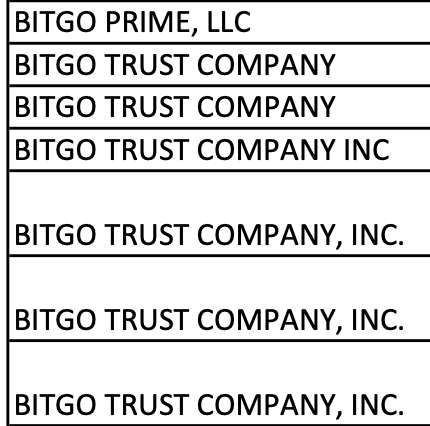 BITGO PRIME, LLC
BITGO TRUST COMPANY
BITGO TRUST COMPANY
BITGO TRUST COMPANY INC
BITGO TRUST COMPANY, INC.
BITGO TRUST COMPANY, INC.
BITGO TRUST COMPANY, INC.